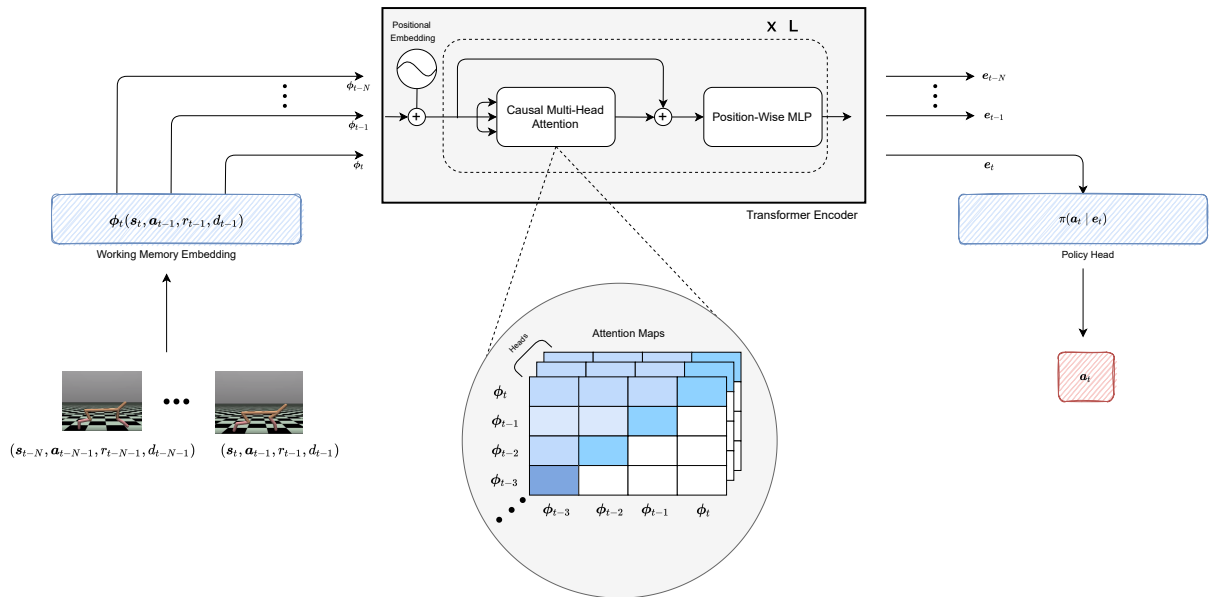 Positional
Embedding
x L
Causal Multi-Head
Attention
+
+
Position-Wise MLP
Transformer Encoder
ϕ_{t−N}
ϕ_{t−1}
ϕ_t
ϕ_t(s_t, a_{t−1}, r_{t−1}, d_{t−1})
Working Memory Embedding
(s_{t−N}, a_{t−N−1}, r_{t−N−1}, d_{t−N−1})
(s_t, a_{t−1}, r_{t−1}, d_{t−1})
Attention Maps
Heads
ϕ_t
ϕ_{t−1}
ϕ_{t−2}
ϕ_{t−3}
ϕ_{t−3} ϕ_{t−2} ϕ_{t−1} ϕ_t
e_{t−N}
e_{t−1}
e_t
π(a_t | e_t)
Policy Head
a_t